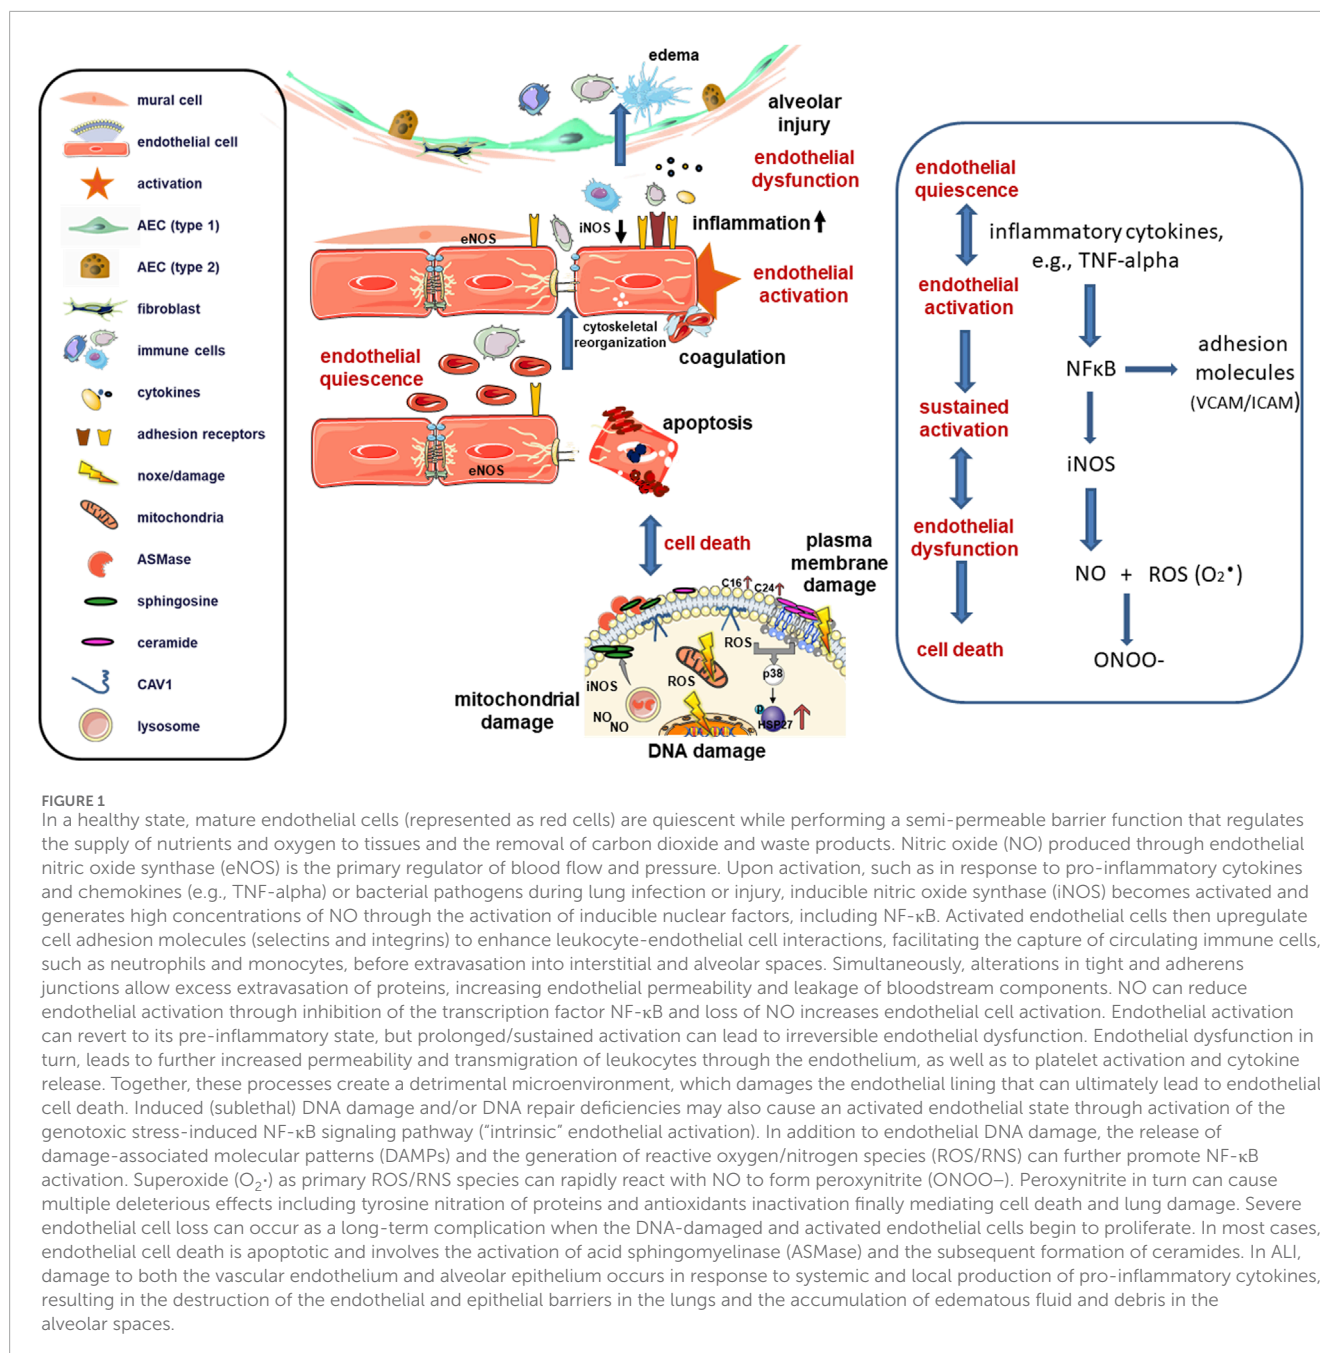 mural cell
endothelial cell
activation
AEC (type 1)
AEC (type 2)
fibroblast
immune cells
cytokines
adhesion receptors
noxe/damage
mitochondria
ASMase
sphingosine
ceramide
CAV1
lysosome
edema
alveolar
injury
endothelial
dysfunction
inflammation
iNOS
eNOS
endothelial
activation
cytoskeletal
reorganization
coagulation
endothelial
quiescence
eNOS
apoptosis
cell death
plasma
membrane
damage
C16
C24
ROS
ROS
p38
iNOS
NO
NO
P
HSP27
mitochondrial
damage
DNA damage
endothelial
quiescence
endothelial
activation
sustained
activation
endothelial
dysfunction
cell death
inflammatory cytokines,
e.g., TNF-alpha
NFκB
adhesion
molecules
(VCAM/ICAM)
iNOS
NO + ROS (O₂•)
ONOO-
FIGURE 1
In a healthy state, mature endothelial cells (represented as red cells) are quiescent while performing a semi-permeable barrier function that regulates
the supply of nutrients and oxygen to tissues and the removal of carbon dioxide and waste products. Nitric oxide (NO) produced through endothelial
nitric oxide synthase (eNOS) is the primary regulator of blood flow and pressure. Upon activation, such as in response to pro-inflammatory cytokines
and chemokines (e.g., TNF-alpha) or bacterial pathogens during lung infection or injury, inducible nitric oxide synthase (iNOS) becomes activated and
generates high concentrations of NO through the activation of inducible nuclear factors, including NF-κB. Activated endothelial cells then upregulate
cell adhesion molecules (selectins and integrins) to enhance leukocyte-endothelial cell interactions, facilitating the capture of circulating immune cells,
such as neutrophils and monocytes, before extravasation into interstitial and alveolar spaces. Simultaneously, alterations in tight and adherens
junctions allow excess extravasation of proteins, increasing endothelial permeability and leakage of bloodstream components. NO can reduce
endothelial activation through inhibition of the transcription factor NF-κB and loss of NO increases endothelial cell activation. Endothelial activation
can revert to its pre-inflammatory state, but prolonged/sustained activation can lead to irreversible endothelial dysfunction. Endothelial dysfunction in
turn, leads to further increased permeability and transmigration of leukocytes through the endothelium, as well as to platelet activation and cytokine
release. Together, these processes create a detrimental microenvironment, which damages the endothelial lining that can ultimately lead to endothelial
cell death. Induced (sublethal) DNA damage and/or DNA repair deficiencies may also cause an activated endothelial state through activation of the
genotoxic stress-induced NF-κB signaling pathway (“intrinsic” endothelial activation). In addition to endothelial DNA damage, the release of
damage-associated molecular patterns (DAMPs) and the generation of reactive oxygen/nitrogen species (ROS/RNS) can further promote NF-κB
activation. Superoxide (O₂·) as primary ROS/RNS species can rapidly react with NO to form peroxynitrite (ONOO–). Peroxynitrite in turn can cause
multiple deleterious effects including tyrosine nitration of proteins and antioxidants inactivation finally mediating cell death and lung damage. Severe
endothelial cell loss can occur as a long-term complication when the DNA-damaged and activated endothelial cells begin to proliferate. In most cases,
endothelial cell death is apoptotic and involves the activation of acid sphingomyelinase (ASMase) and the subsequent formation of ceramides. In ALI,
damage to both the vascular endothelium and alveolar epithelium occurs in response to systemic and local production of pro-inflammatory cytokines,
resulting in the destruction of the endothelial and epithelial barriers in the lungs and the accumulation of edematous fluid and debris in the
alveolar spaces.